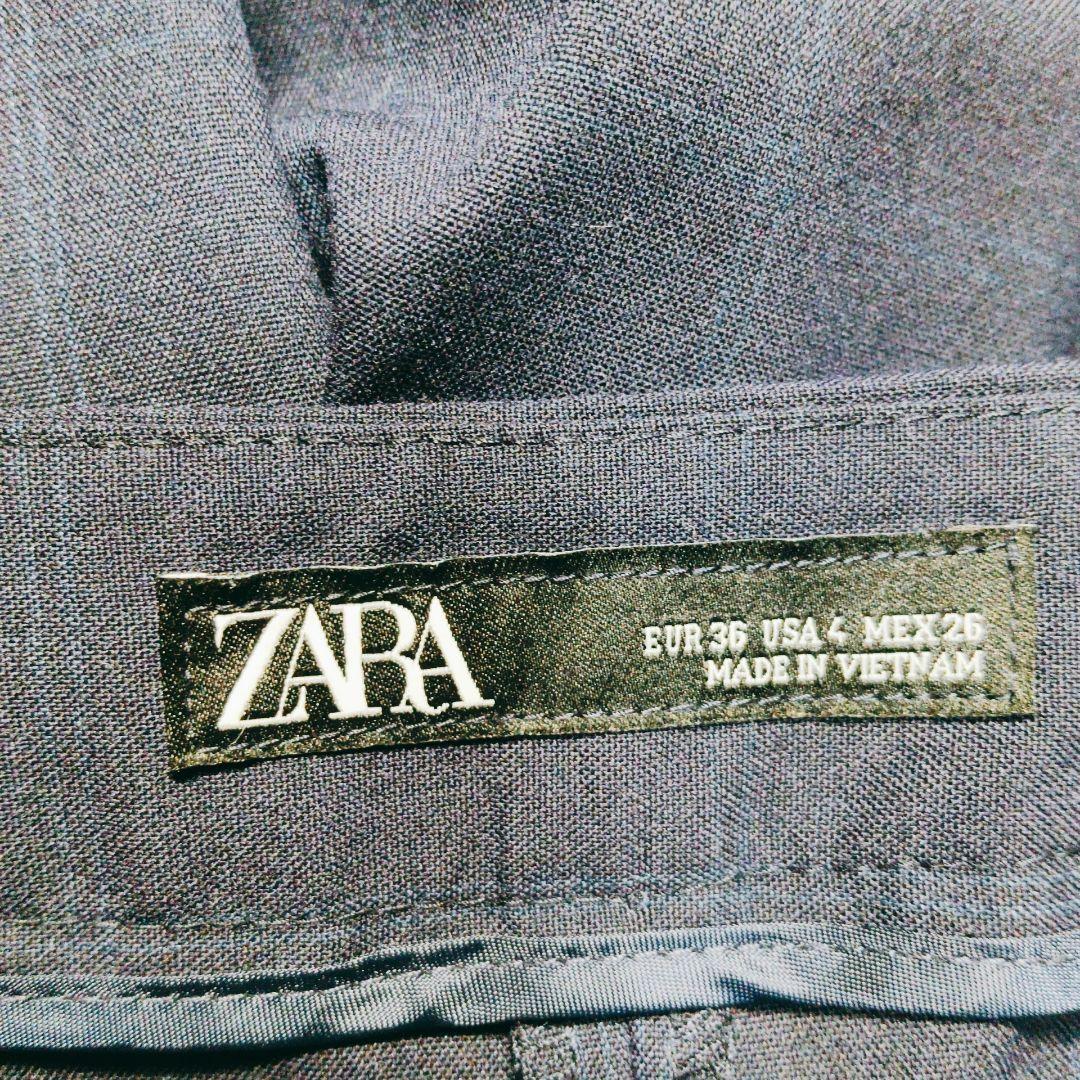 ZARA
EUR 36 USA 4 MEX 26
MADE IN VIETNAM